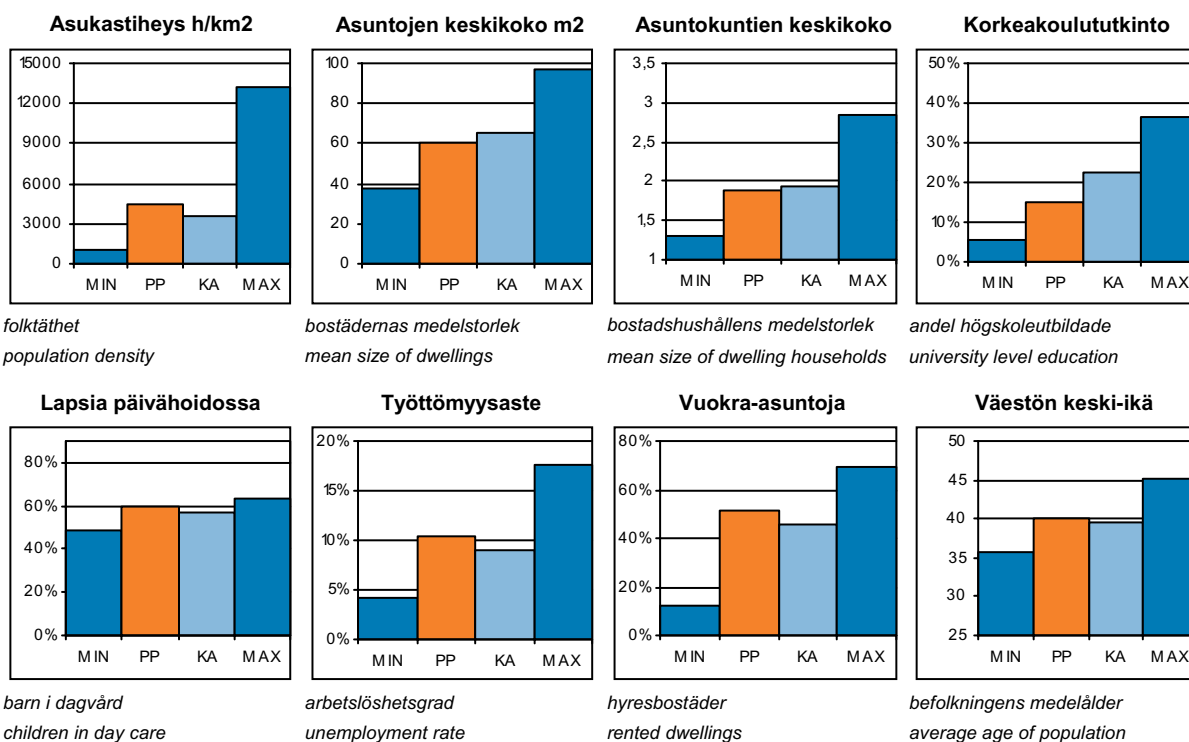 Asukastiheys h/km2
15000
12000
9000
6000
3000
0
MIN PP KA MAX
folktäthet
population density
Asuntojen keskikoko m2
100
80
60
40
20
0
MIN PP KA MAX
bostädernas medelstorlek
mean size of dwellings
Asuntokuntien keskikoko
3,5
3
2,5
2
1,5
1
MIN PP KA MAX
bostadshushållens medelstorlek
mean size of dwelling households
Korkeakoulututkinto
50%
40%
30%
20%
10%
0%
MIN PP KA MAX
andel högskoleutbildade
university level education
Lapsia päivähoidossa
80%
60%
40%
20%
0%
MIN PP KA MAX
barn i dagvård
children in day care
Työttömyysaste
20%
15%
10%
5%
0%
MIN PP KA MAX
arbetslöshetsgrad
unemployment rate
Vuokra-asuntoja
80%
60%
40%
20%
0%
MIN PP KA MAX
hyresbostäder
rented dwellings
Väestön keski-ikä
50
45
40
35
30
25
MIN PP KA MAX
befolkningens medelålder
average age of population